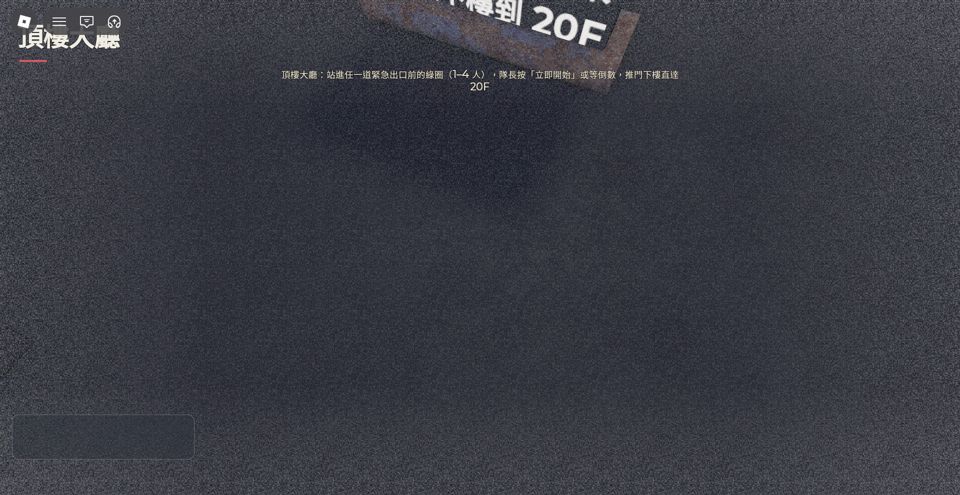 樓到 20F
頂樓大廳
頂樓大廳：站進任一道緊急出口前的綠圈（1–4 人），隊長按「立即開始」或等倒數，推門下樓直達
20F